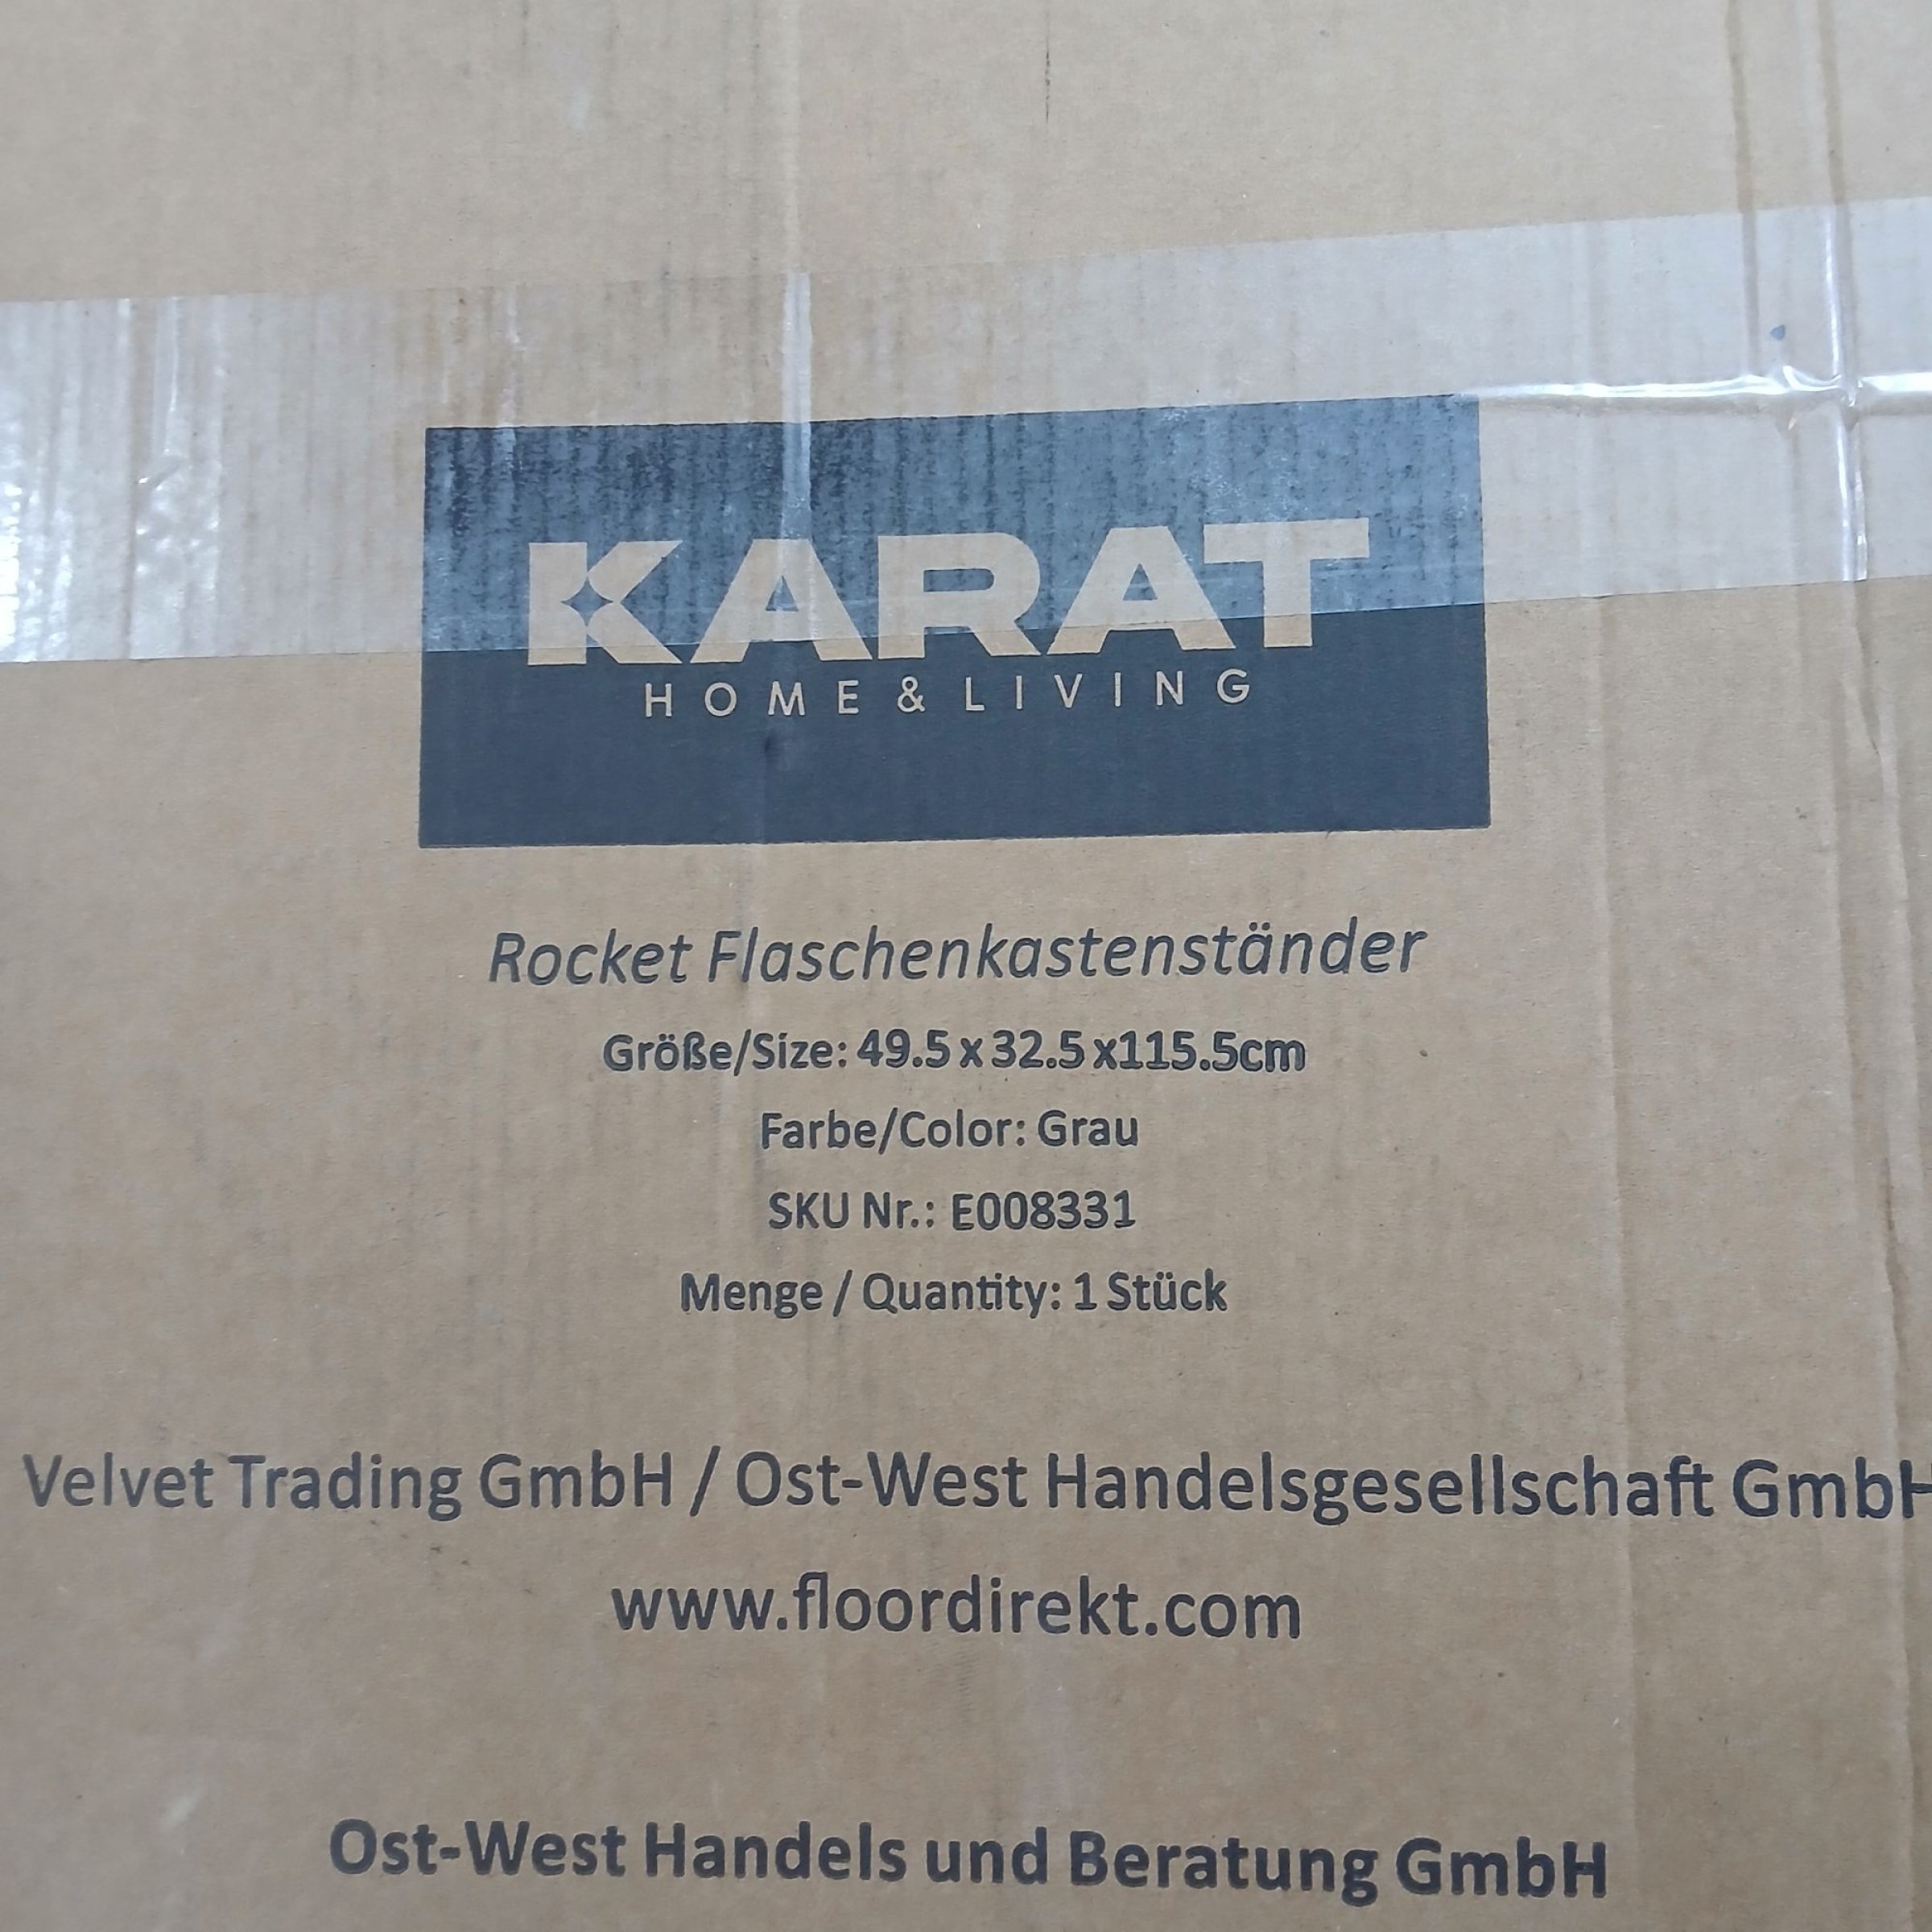 KARAT
HOME & LIVING
Rocket Flaschenkastenständer
Größe/Size: 49.5 x 32.5 x115.5cm
Farbe/Color: Grau
SKU Nr.: E008331
Menge / Quantity: 1 Stück
Velvet Trading GmbH / Ost-West Handelsgesellschaft GmbH
www.floordirekt.com
Ost-West Handels und Beratung GmbH